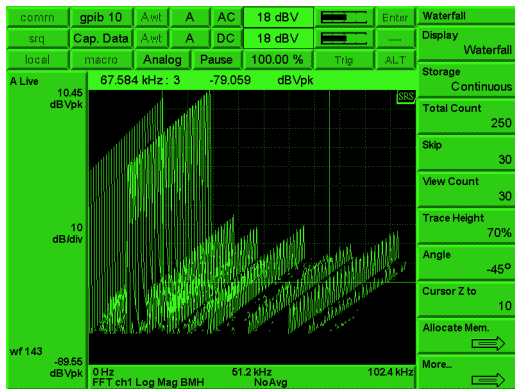 comm gpib 10 Awt A AC 18 dBV Enter Waterfall
srq Cap. Data Awt A DC 18 dBV ---- Display
Waterfall
local macro Analog Pause 100.00 % Trig ALT
Storage
Continuous
A Live 67.584 kHz: 3 -79.059 dBVpk
10.45
dBVpk
SRS
Total Count
250
Skip
30
View Count
30
Trace Height
70%
10
dB/div
Angle
-45º
Cursor Z to
10
Allocate Mem.
wf 143
-89.55
dBVpk
More...
0 Hz 51.2 kHz 102.4 kHz
FFT ch1 Log Mag BMH NoAvg